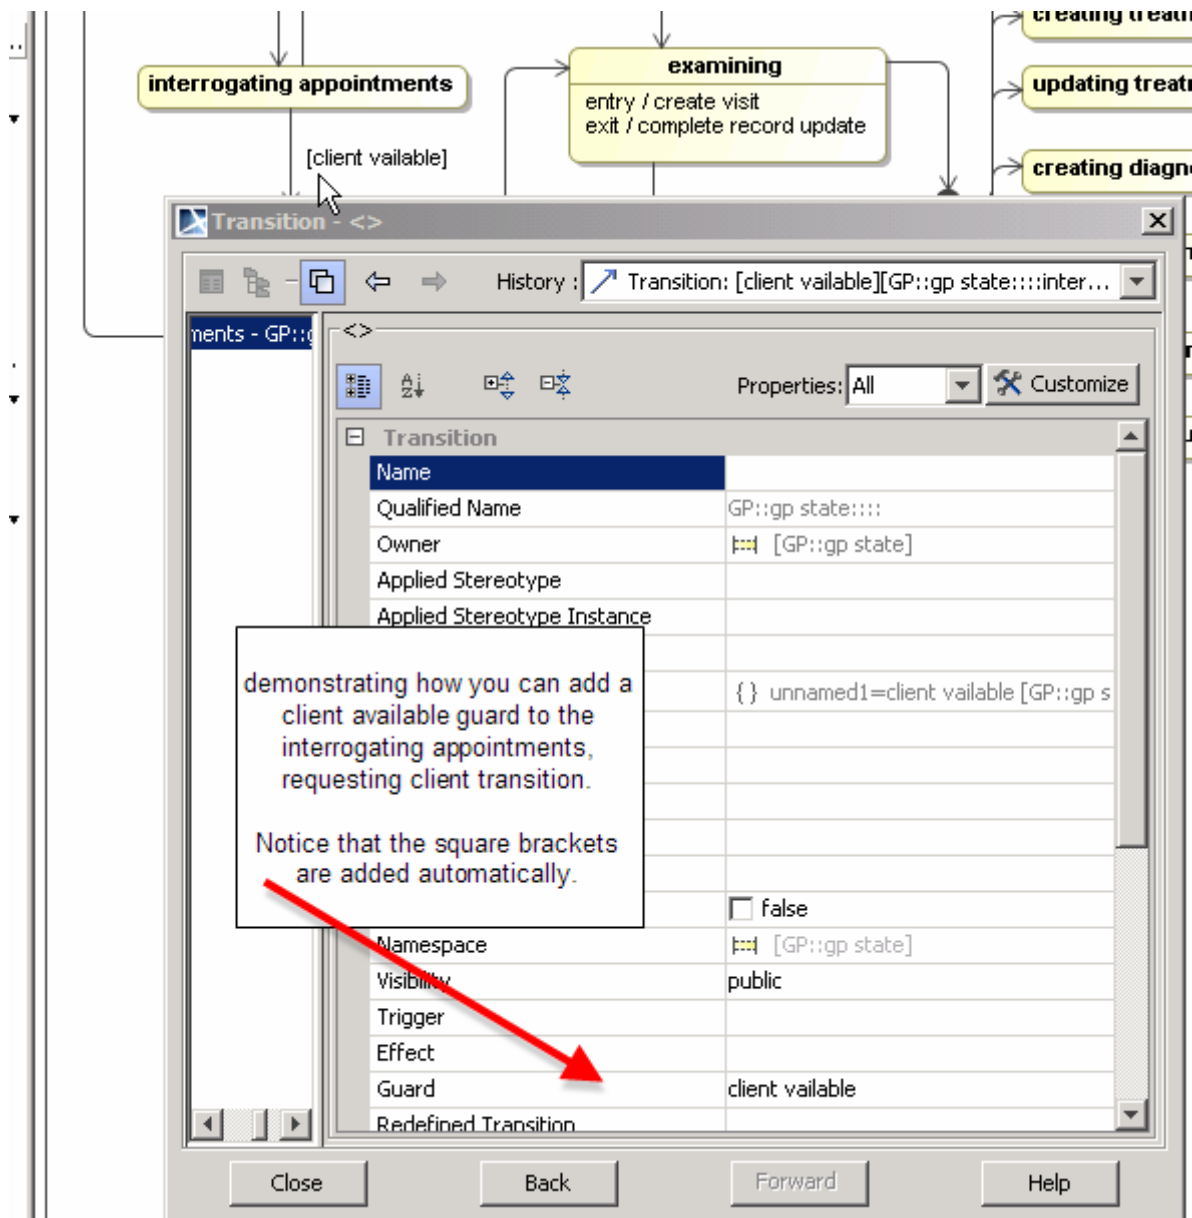 creating
interrogating appointments
examining
entry / create visit
exit / complete record update
updating
[client vailable]
creating
Transition - <>
History : Transition: [client vailable][GP::gp state::::inter...
<>
Properties: All Customize
Transition
Name
Qualified Name GP::gp state::::
Owner [GP::gp state]
Applied Stereotype
Applied Stereotype Instance
demonstrating how you can add a
client available guard to the
interrogating appointments,
requesting client transition.
Notice that the square brackets
are added automatically.
{} unnamed1=client vailable [GP::gp s
false
Namespace [GP::gp state]
Visibility public
Trigger
Effect
Guard client vailable
Redefined Transition
Close Back Forward Help